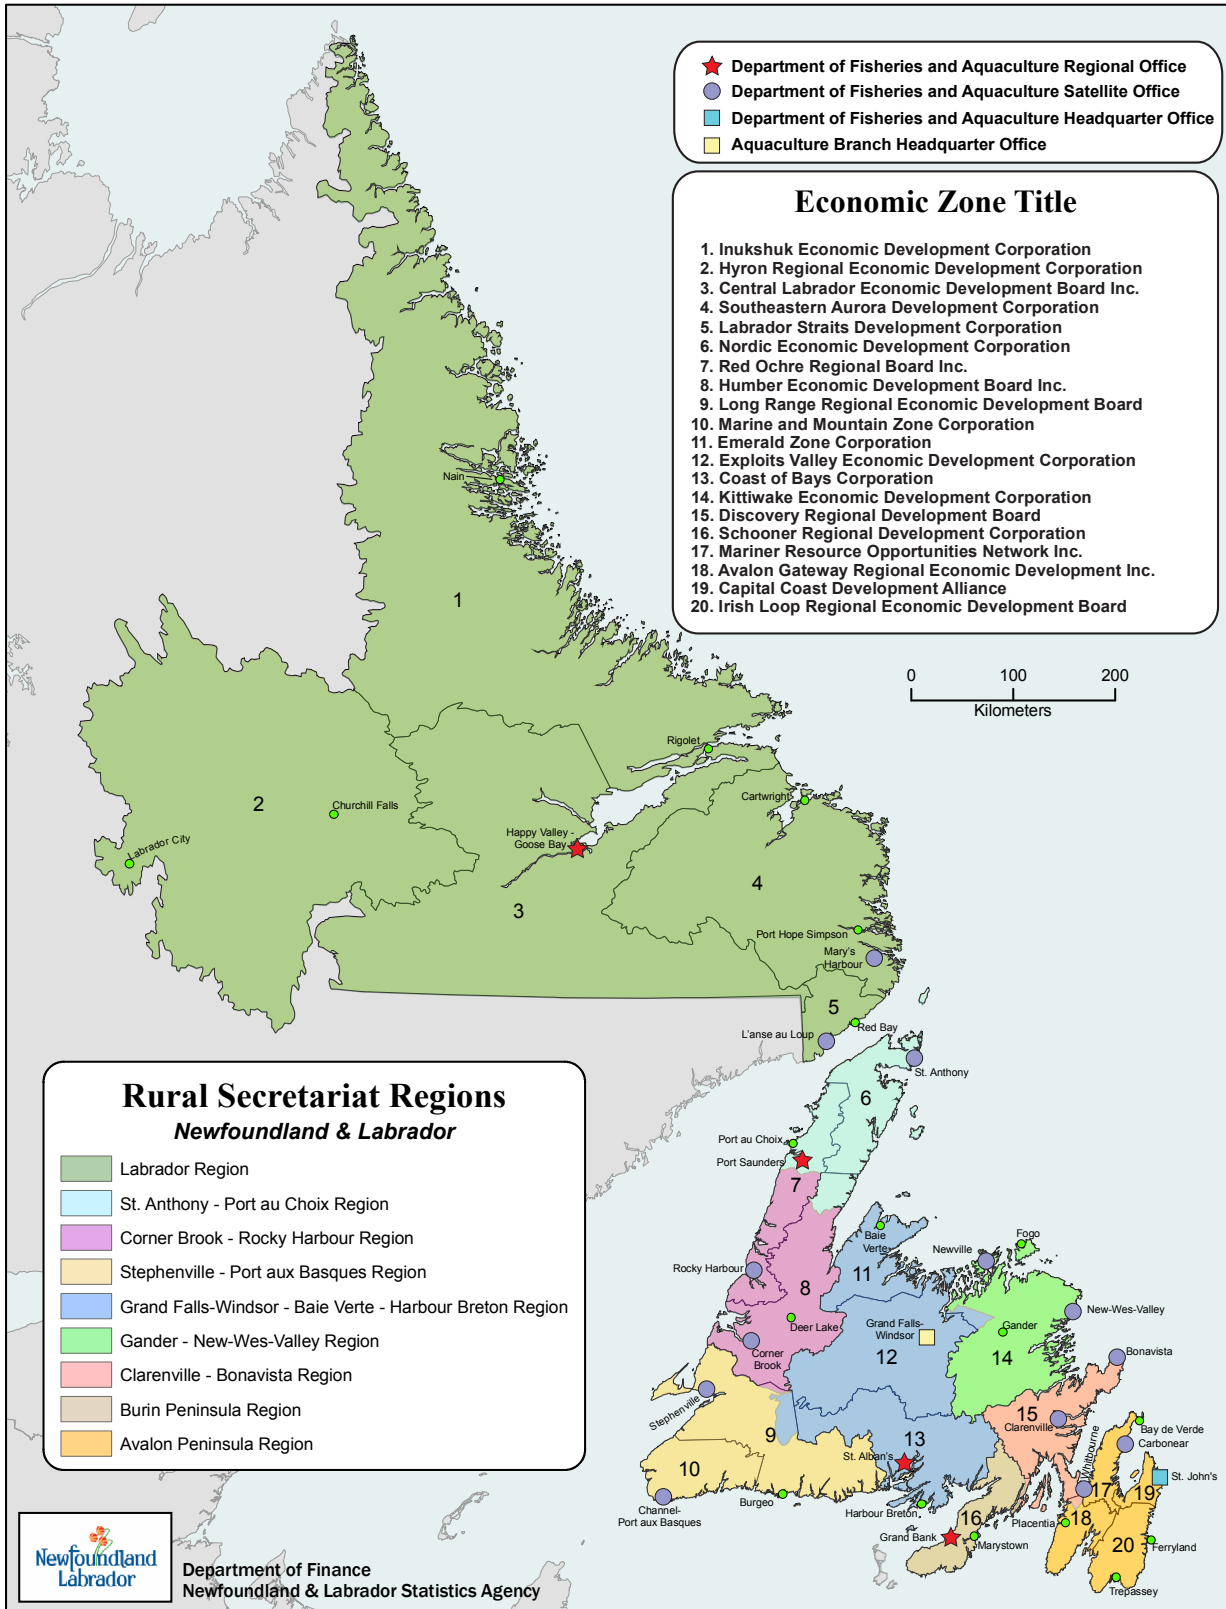 Department of Fisheries and Aquaculture Regional Office
Department of Fisheries and Aquaculture Satellite Office
Department of Fisheries and Aquaculture Headquarter Office
Aquaculture Branch Headquarter Office
Economic Zone Title
1. Inukshuk Economic Development Corporation
2. Hyron Regional Economic Development Corporation
3. Central Labrador Economic Development Board Inc.
4. Southeastern Aurora Development Corporation
5. Labrador Straits Development Corporation
6. Nordic Economic Development Corporation
7. Red Ochre Regional Board Inc.
8. Humber Economic Development Board Inc.
9. Long Range Regional Economic Development Board
10. Marine and Mountain Zone Corporation
11. Emerald Zone Corporation
12. Exploits Valley Economic Development Corporation
13. Coast of Bays Corporation
14. Kittiwake Economic Development Corporation
15. Discovery Regional Development Board
16. Schooner Regional Development Corporation
17. Mariner Resource Opportunities Network Inc.
18. Avalon Gateway Regional Economic Development Inc.
19. Capital Coast Development Alliance
20. Irish Loop Regional Economic Development Board
0 100 200
Kilometers
Nain
1
Rigolet
2
Churchill Falls
Cartwright
Happy Valley -
Goose Bay
Labrador City
4
3
Port Hope Simpson
Mary's
Harbour
5
Red Bay
L'anse au Loup
St. Anthony
6
Port au Choix
Port Saunders
7
Baie
Verte
Fogo
Newville
Rocky Harbour
11
8
New-Wes-Valley
Deer Lake
Grand Falls-
Windsor
Gander
Corner
Brook
12
14
Bonavista
Stephenville
15
Clarenville
Bay de Verde
Carbonear
9
13
St. Alban's
Whitbourne
St. John's
10
17
19
Channel-
Port aux Basques
Burgeo
Harbour Breton
16
Placentia
18
Grand Bank
Marystown
20
Ferryland
Trepassey
Rural Secretariat Regions
Newfoundland & Labrador
Labrador Region
St. Anthony - Port au Choix Region
Corner Brook - Rocky Harbour Region
Stephenville - Port aux Basques Region
Grand Falls-Windsor - Baie Verte - Harbour Breton Region
Gander - New-Wes-Valley Region
Clarenville - Bonavista Region
Burin Peninsula Region
Avalon Peninsula Region
Newfoundland
Labrador
Department of Finance
Newfoundland & Labrador Statistics Agency